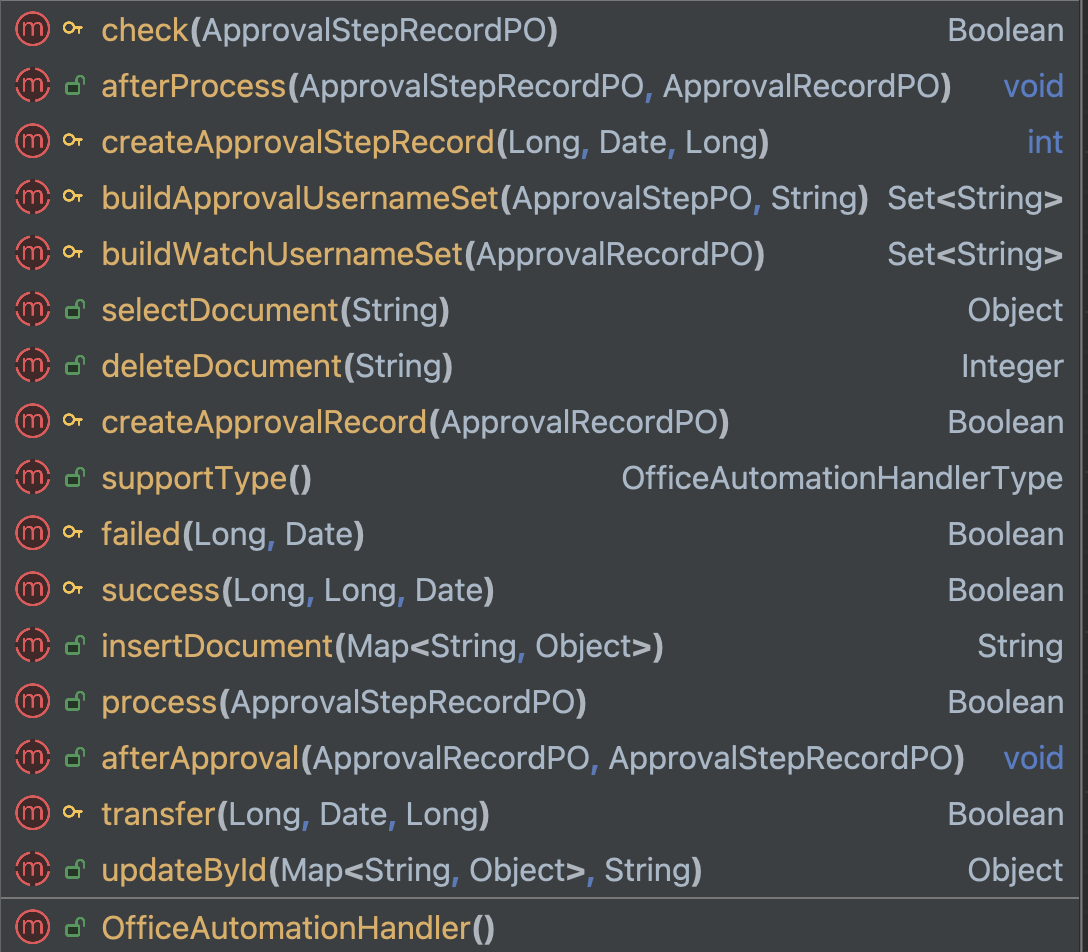 check(ApprovalStepRecordPO) Boolean
afterProcess(ApprovalStepRecordPO, ApprovalRecordPO) void
createApprovalStepRecord(Long, Date, Long) int
buildApprovalUsernameSet(ApprovalStepPO, String) Set<String>
buildWatchUsernameSet(ApprovalRecordPO) Set<String>
selectDocument(String) Object
deleteDocument(String) Integer
createApprovalRecord(ApprovalRecordPO) Boolean
supportType() OfficeAutomationHandlerType
failed(Long, Date) Boolean
success(Long, Long, Date) Boolean
insertDocument(Map<String, Object>) String
process(ApprovalStepRecordPO) Boolean
afterApproval(ApprovalRecordPO, ApprovalStepRecordPO) void
transfer(Long, Date, Long) Boolean
updateById(Map<String, Object>, String) Object
OfficeAutomationHandler()